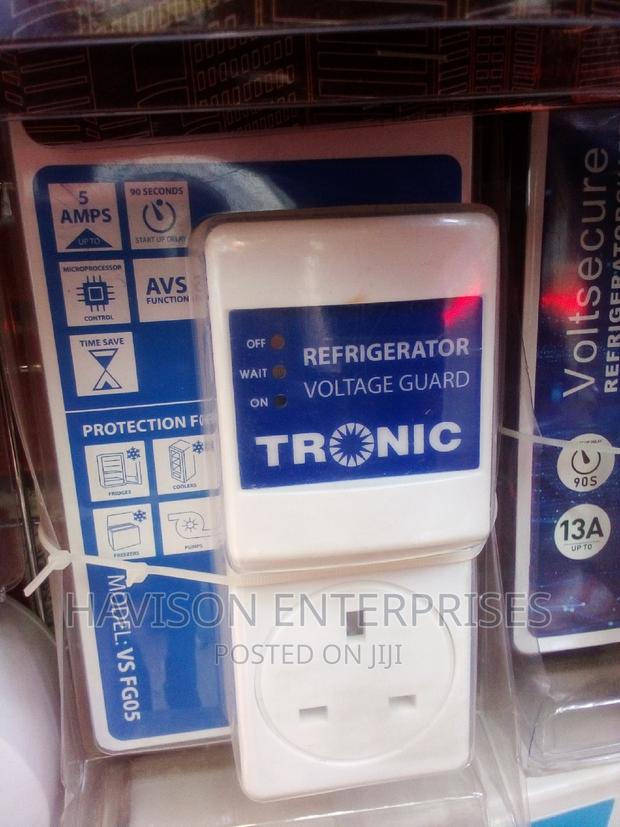 5
AMPS
UP TO
90 SECONDS
START UP DELAY
MICROPROCESSOR
CONTROL
AVS
FUNCTION
TIME SAVE
PROTECTION
FRIDGES
COOLERS
FREEZERS
PUMPS
MODEL: VS FG05
OFF
WAIT
ON
REFRIGERATOR
VOLTAGE GUARD
TRONIC
Voltsecure
90S
13A
UP TO
HAVISON ENTERPRISES
POSTED ON JIJI